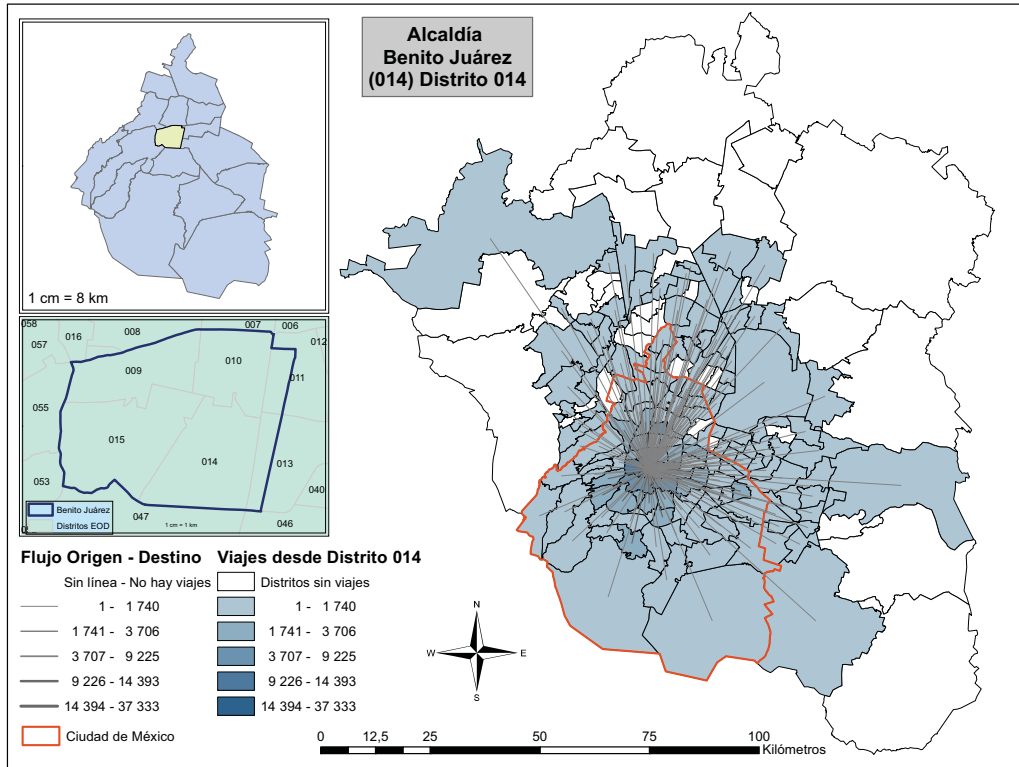 Alcaldía
Benito Juárez
(014) Distrito 014
1 cm = 8 km
058
057
016
008
007
006
012
009
010
011
055
015
014
013
053
047
040
046
Benito Juárez
Distritos EOD
1 cm = 1 km
Flujo Origen - Destino
Sin línea - No hay viajes
1 - 1 740
1 741 - 3 706
3 707 - 9 225
9 226 - 14 393
14 394 - 37 333
Ciudad de México
Viajes desde Distrito 014
Distritos sin viajes
1 - 1 740
1 741 - 3 706
3 707 - 9 225
9 226 - 14 393
14 394 - 37 333
N
W E
S
0 12,5 25 50 75 100
Kilómetros